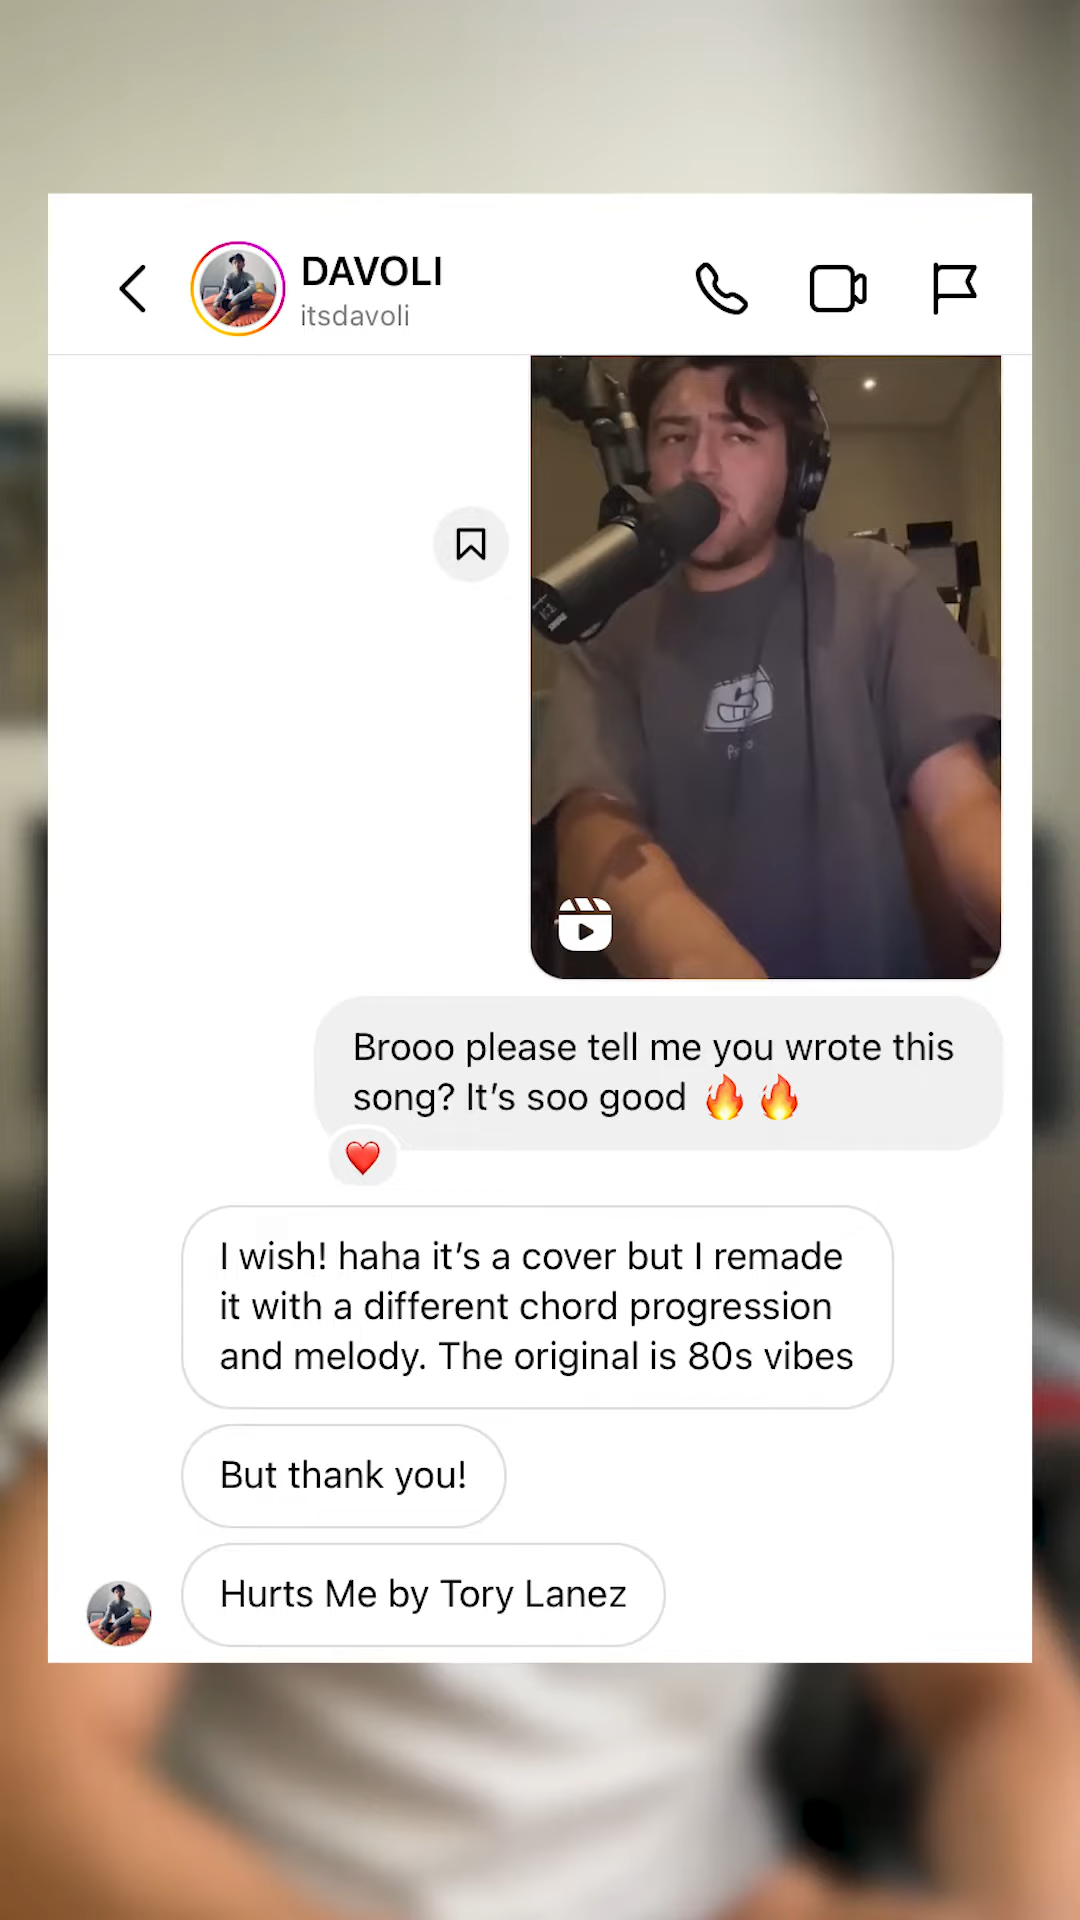 DAVOLI
itsdavoli
Brooo please tell me you wrote this
song? It's soo good 🔥 🔥
❤️
I wish! haha it's a cover but I remade
it with a different chord progression
and melody. The original is 80s vibes
But thank you!
Hurts Me by Tory Lanez